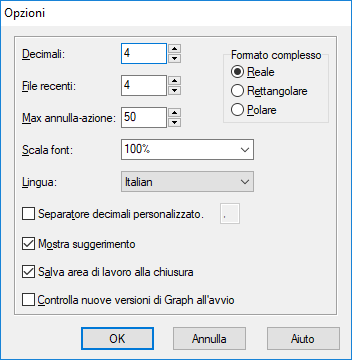 Opzioni
Decimali: 4
Formato complesso
Reale
Rettangolare
Polare
File recenti: 4
Max annulla-azione: 50
Scala font: 100%
Lingua: Italian
Separatore decimali personalizzato. .
Mostra suggerimento
Salva area di lavoro alla chiusura
Controlla nuove versioni di Graph all'avvio
OK Annulla Aiuto